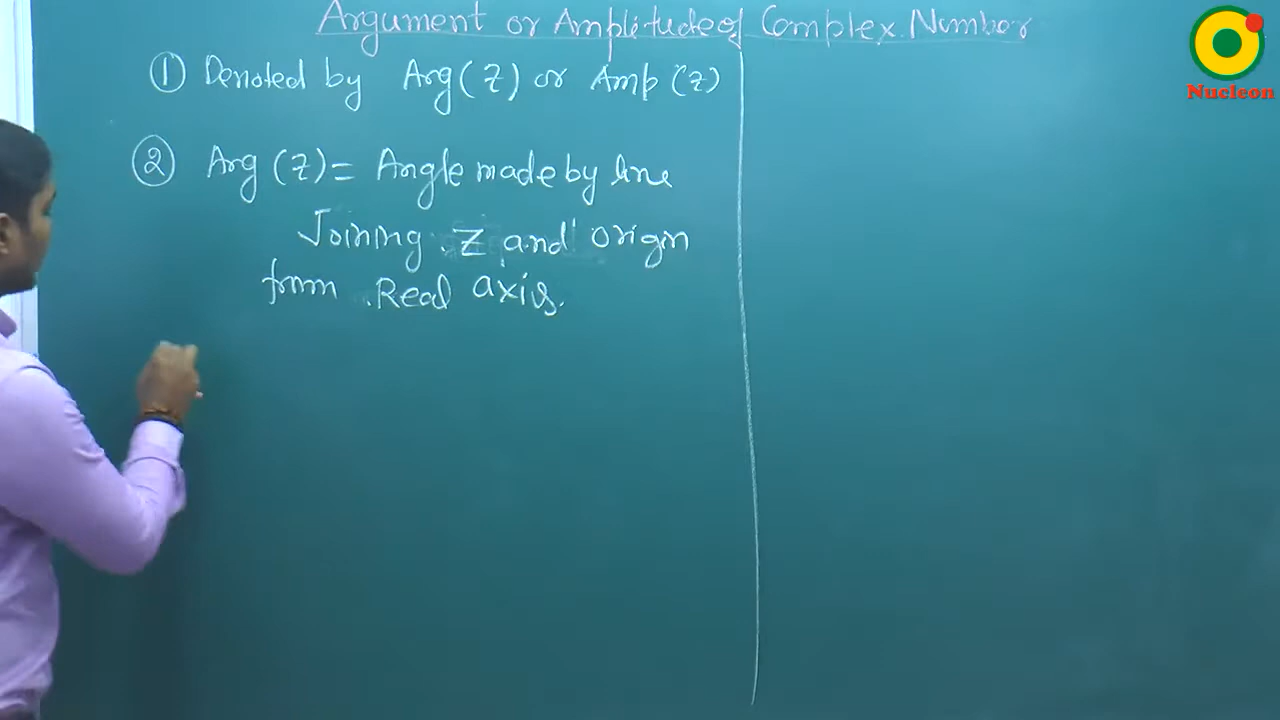 Argument or Amplitude of Complex Number
① Denoted by Arg(Z) or Amp(Z)
② Arg(Z) = Angle made by line
Joining Z and origin
from Real axis.
Nucleon